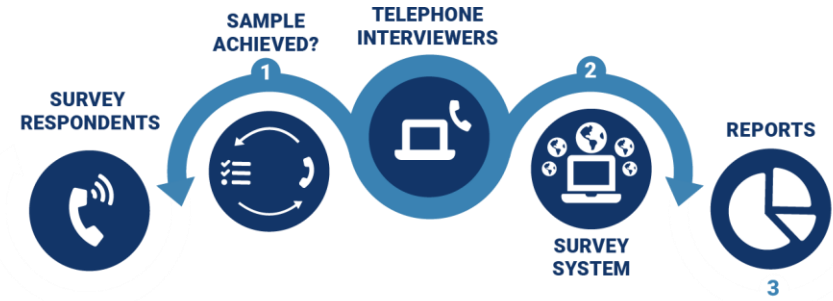 SURVEY
RESPONDENTS
SAMPLE
ACHIEVED?
1
TELEPHONE
INTERVIEWERS
2
SURVEY
SYSTEM
REPORTS
3